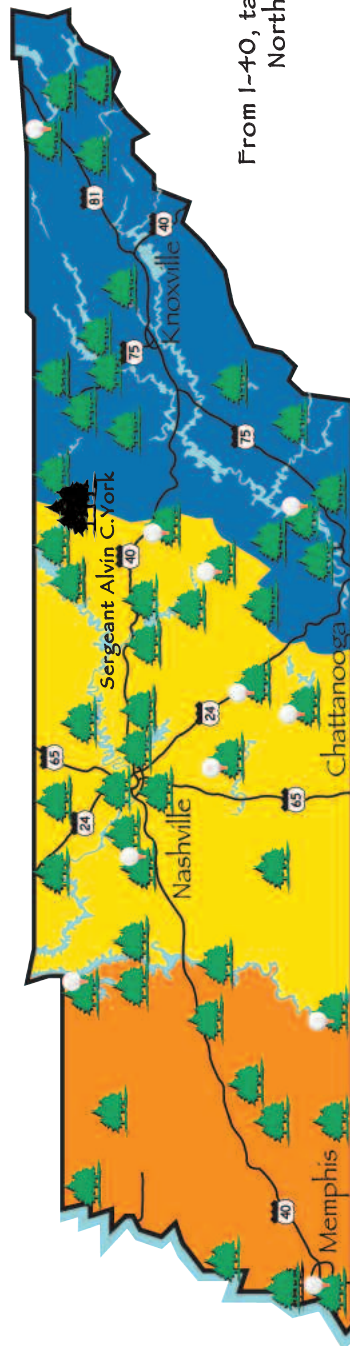 From I-40, ta
North
81
40
Knoxville
75
75
Sergeant Alvin C. York
40
65
24
24
Nashville
65
Chattanooga
40
Memphis